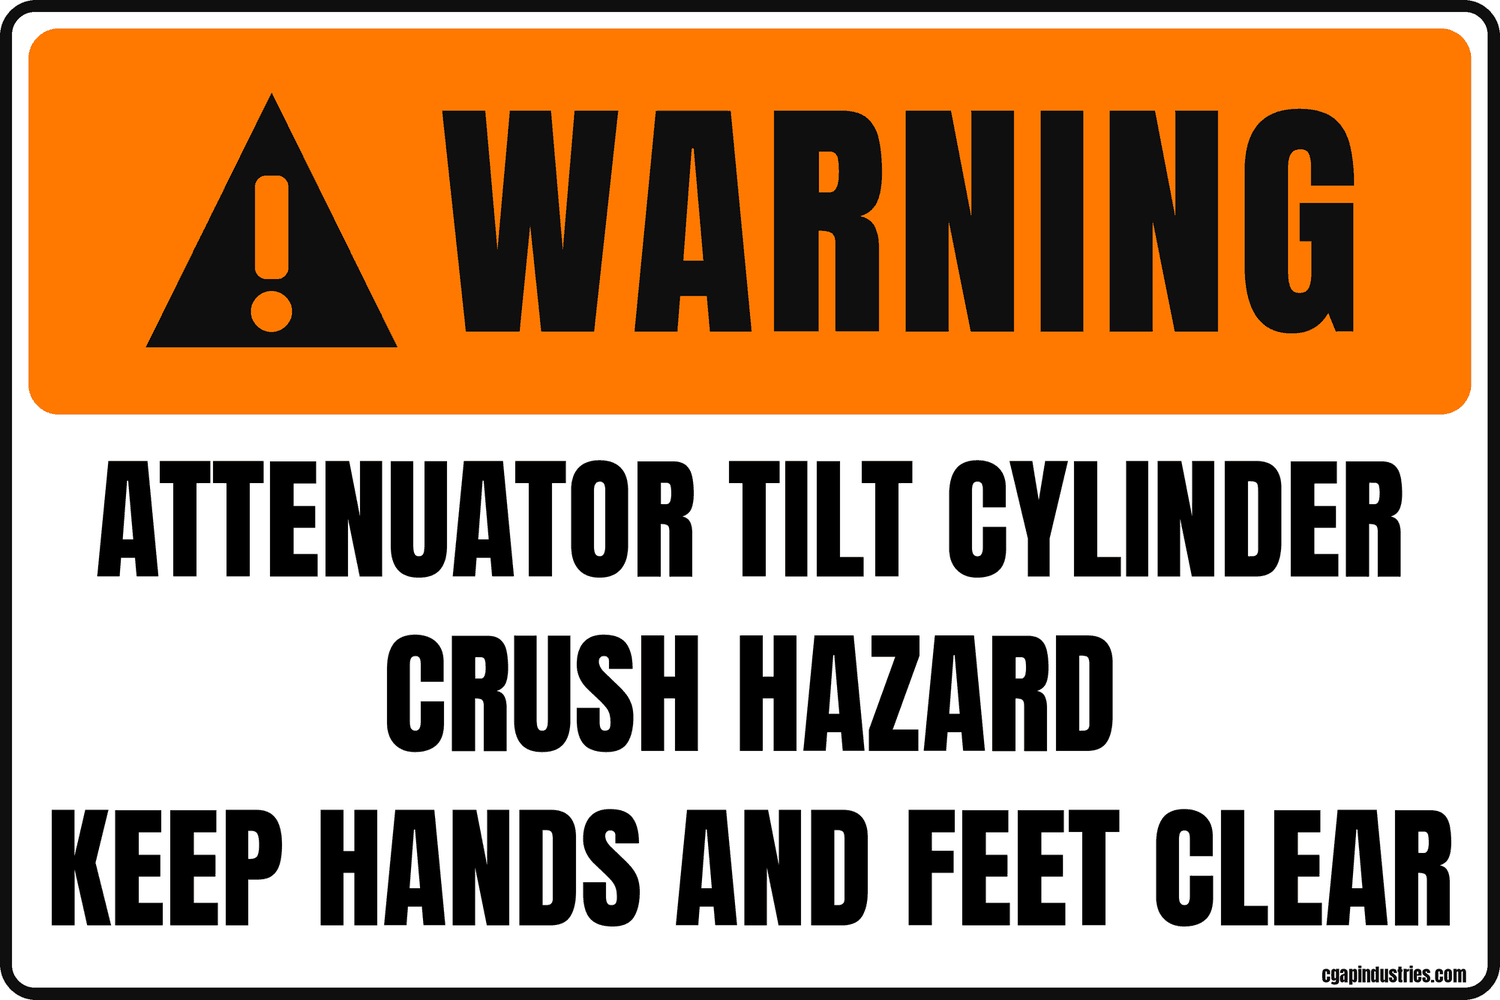 WARNING
ATTENUATOR TILT CYLINDER
CRUSH HAZARD
KEEP HANDS AND FEET CLEAR
cgapindustries.com